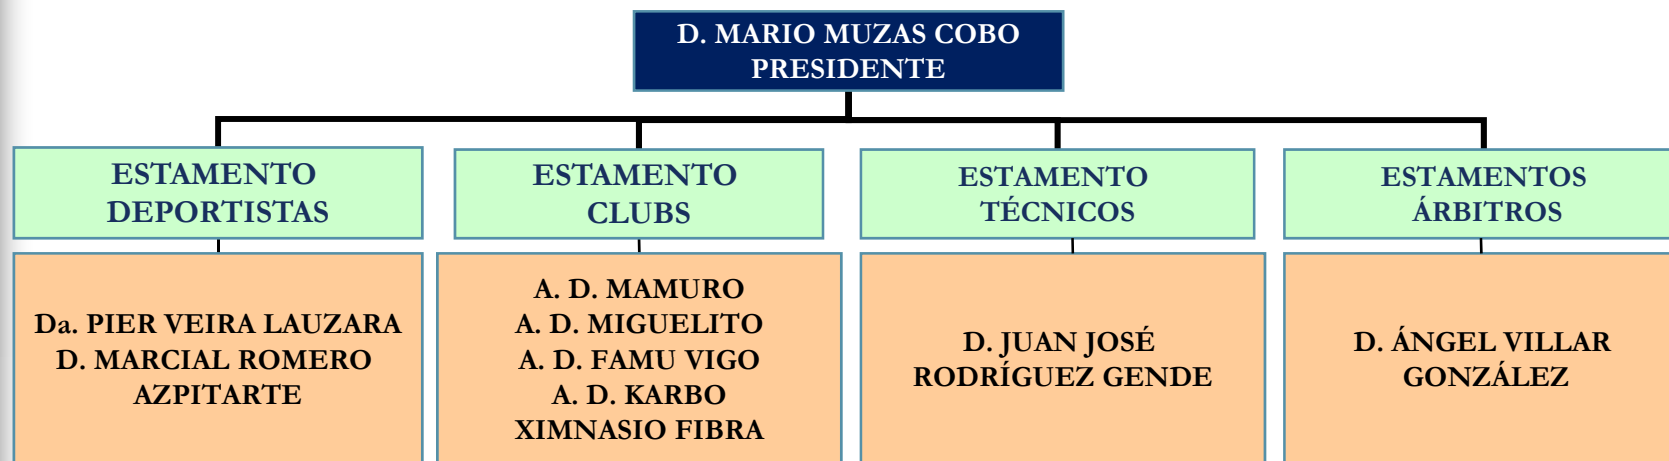 D. MARIO MUZAS COBO
PRESIDENTE
ESTAMENTO
DEPORTISTAS
ESTAMENTO
CLUBS
ESTAMENTO
TÉCNICOS
ESTAMENTOS
ÁRBITROS
Da. PIER VEIRA LAUZARA
D. MARCIAL ROMERO
AZPITARTE
A. D. MAMURO
A. D. MIGUELITO
A. D. FAMU VIGO
A. D. KARBO
XIMNASIO FIBRA
D. JUAN JOSÉ
RODRÍGUEZ GENDE
D. ÁNGEL VILLAR
GONZÁLEZ